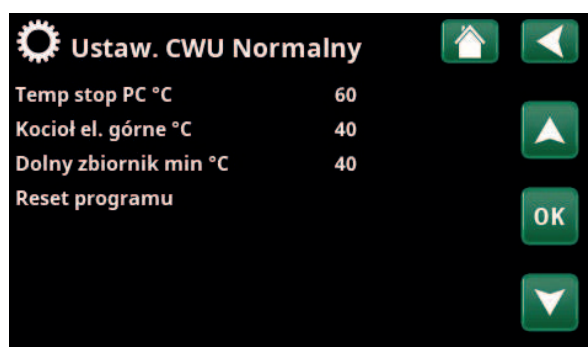 Ustaw. CWU Normalny
Temp stop PC °C 60
Kocioł el. górne °C 40
Dolny zbiornik min °C 40
Reset programu
OK